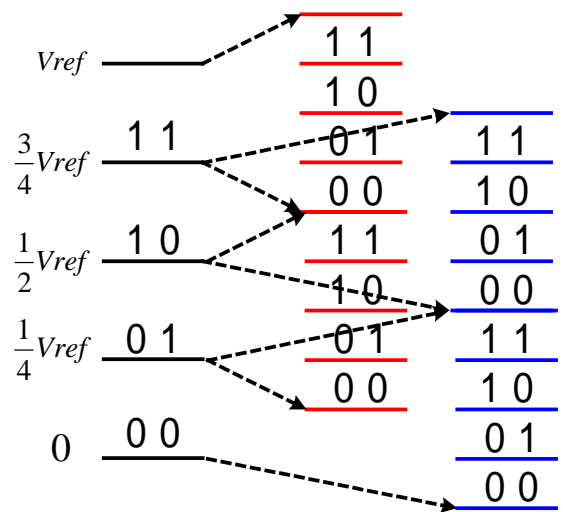 1 1
Vref
1 0
1 1 0 1 1 1
3/4 Vref
0 0 1 0
1 0 1 1 0 1
1/2 Vref
1 0 0 0
0 1 0 1 1 1
1/4 Vref
0 0 1 0
0 0 0 0 1
0 0